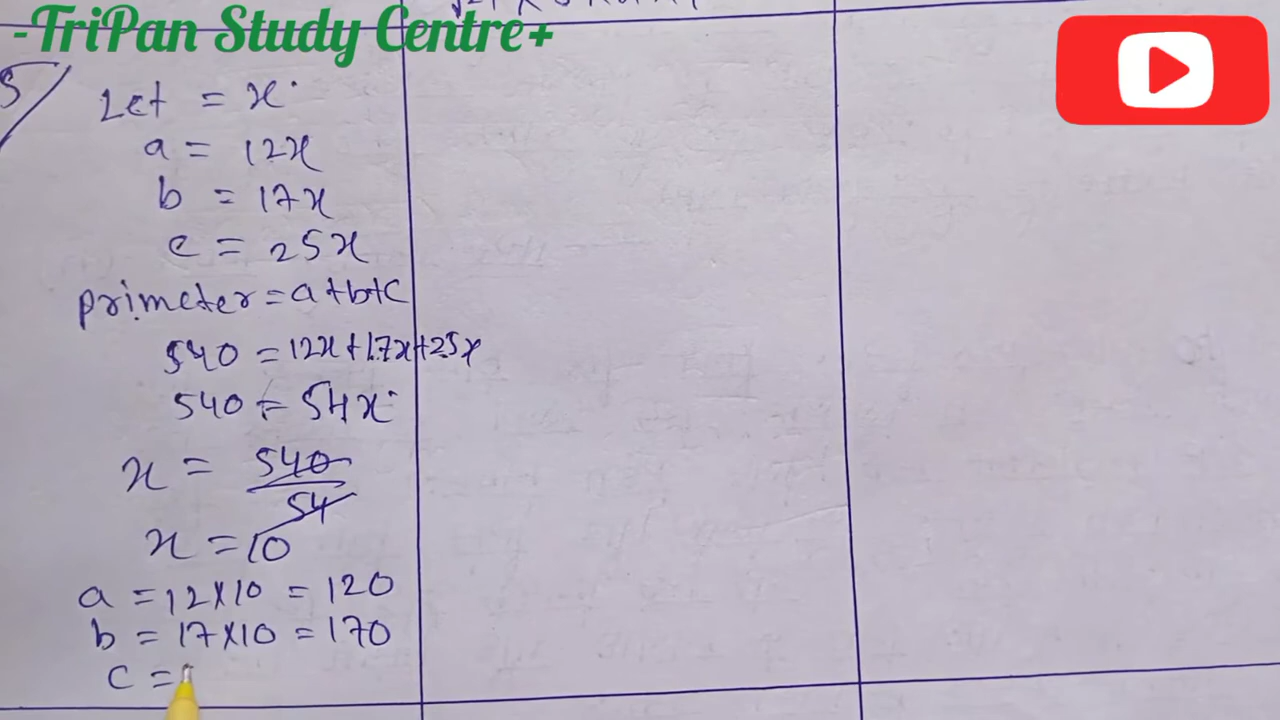 -TriPan Study Centre+
5
Let = x
a = 12x
b = 17x
c = 25x
primeter = a+b+c
540 = 12x+17x+25x
540 = 54x
x = 540/54
x = 10
a = 12×10 = 120
b = 17×10 = 170
c =